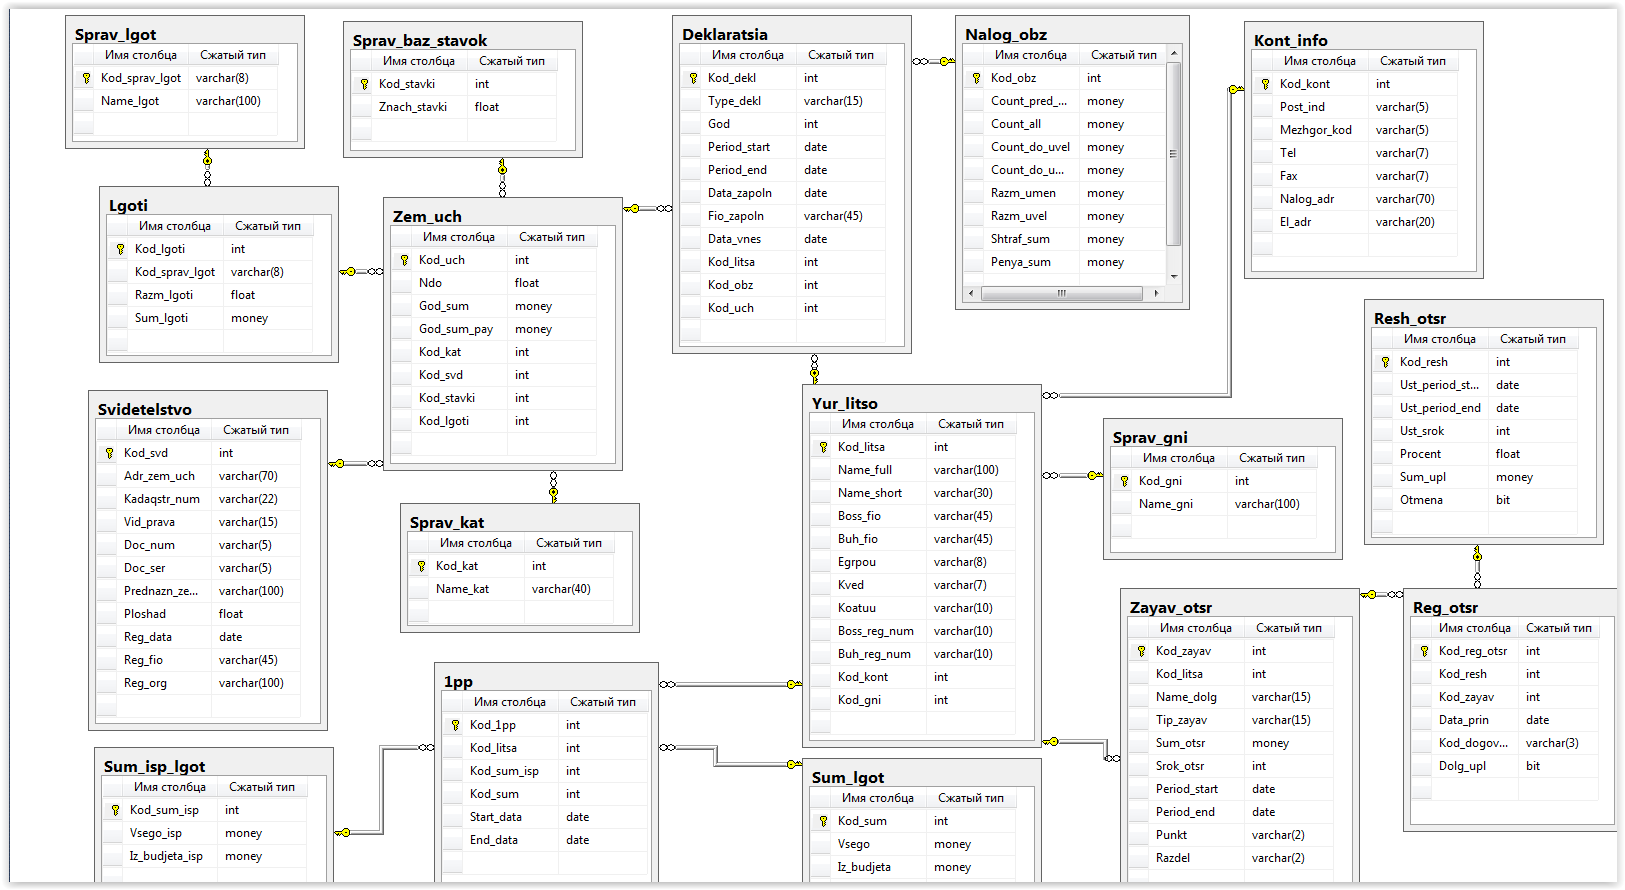 Sprav_lgot
Имя столбца Сжатый тип
Kod_sprav_lgot varchar(8)
Name_lgot varchar(100)
Sprav_baz_stavok
Имя столбца Сжатый тип
Kod_stavki int
Znach_stavki float
Deklaratsia
Имя столбца Сжатый тип
Kod_dekl int
Type_dekl varchar(15)
God int
Period_start date
Period_end date
Data_zapoln date
Fio_zapoln varchar(45)
Data_vnes date
Kod_litsa int
Kod_obz int
Kod_uch int
Nalog_obz
Имя столбца Сжатый тип
Kod_obz int
Count_pred_... money
Count_all money
Count_do_uvel money
Count_do_u... money
Razm_umen money
Razm_uvel money
Shtraf_sum money
Penya_sum money
Kont_info
Имя столбца Сжатый тип
Kod_kont int
Post_ind varchar(5)
Mezhgor_kod varchar(5)
Tel varchar(7)
Fax varchar(7)
Nalog_adr varchar(70)
El_adr varchar(20)
Lgoti
Имя столбца Сжатый тип
Kod_lgoti int
Kod_sprav_lgot varchar(8)
Razm_lgoti float
Sum_lgoti money
Zem_uch
Имя столбца Сжатый тип
Kod_uch int
Ndo float
God_sum money
God_sum_pay money
Kod_kat int
Kod_svd int
Kod_stavki int
Kod_lgoti int
Resh_otsr
Имя столбца Сжатый тип
Kod_resh int
Ust_period_st... date
Ust_period_end date
Ust_srok int
Procent float
Sum_upl money
Otmena bit
Svidetelstvo
Имя столбца Сжатый тип
Kod_svd int
Adr_zem_uch varchar(70)
Kadaqstr_num varchar(22)
Vid_prava varchar(15)
Doc_num varchar(5)
Doc_ser varchar(5)
Prednazn_ze... varchar(100)
Ploshad float
Reg_data date
Reg_fio varchar(45)
Reg_org varchar(100)
Yur_litso
Имя столбца Сжатый тип
Kod_litsa int
Name_full varchar(100)
Name_short varchar(30)
Boss_fio varchar(45)
Buh_fio varchar(45)
Egrpou varchar(8)
Kved varchar(7)
Koatuu varchar(10)
Boss_reg_num varchar(10)
Buh_reg_num varchar(10)
Kod_kont int
Kod_gni int
Sprav_gni
Имя столбца Сжатый тип
Kod_gni int
Name_gni varchar(100)
Sprav_kat
Имя столбца Сжатый тип
Kod_kat int
Name_kat varchar(40)
Zayav_otsr
Имя столбца Сжатый тип
Kod_zayav int
Kod_litsa int
Name_dolg varchar(15)
Tip_zayav varchar(15)
Sum_otsr money
Srok_otsr int
Period_start date
Period_end date
Punkt varchar(2)
Razdel varchar(2)
Reg_otsr
Имя столбца Сжатый тип
Kod_reg_otsr int
Kod_resh int
Kod_zayav int
Data_prin date
Kod_dogov... varchar(3)
Dolg_upl bit
1pp
Имя столбца Сжатый тип
Kod_1pp int
Kod_litsa int
Kod_sum_isp int
Kod_sum int
Start_data date
End_data date
Sum_isp_lgot
Имя столбца Сжатый тип
Kod_sum_isp int
Vsego_isp money
Iz_budjeta_isp money
Sum_lgot
Имя столбца Сжатый тип
Kod_sum int
Vsego money
Iz_budjeta money